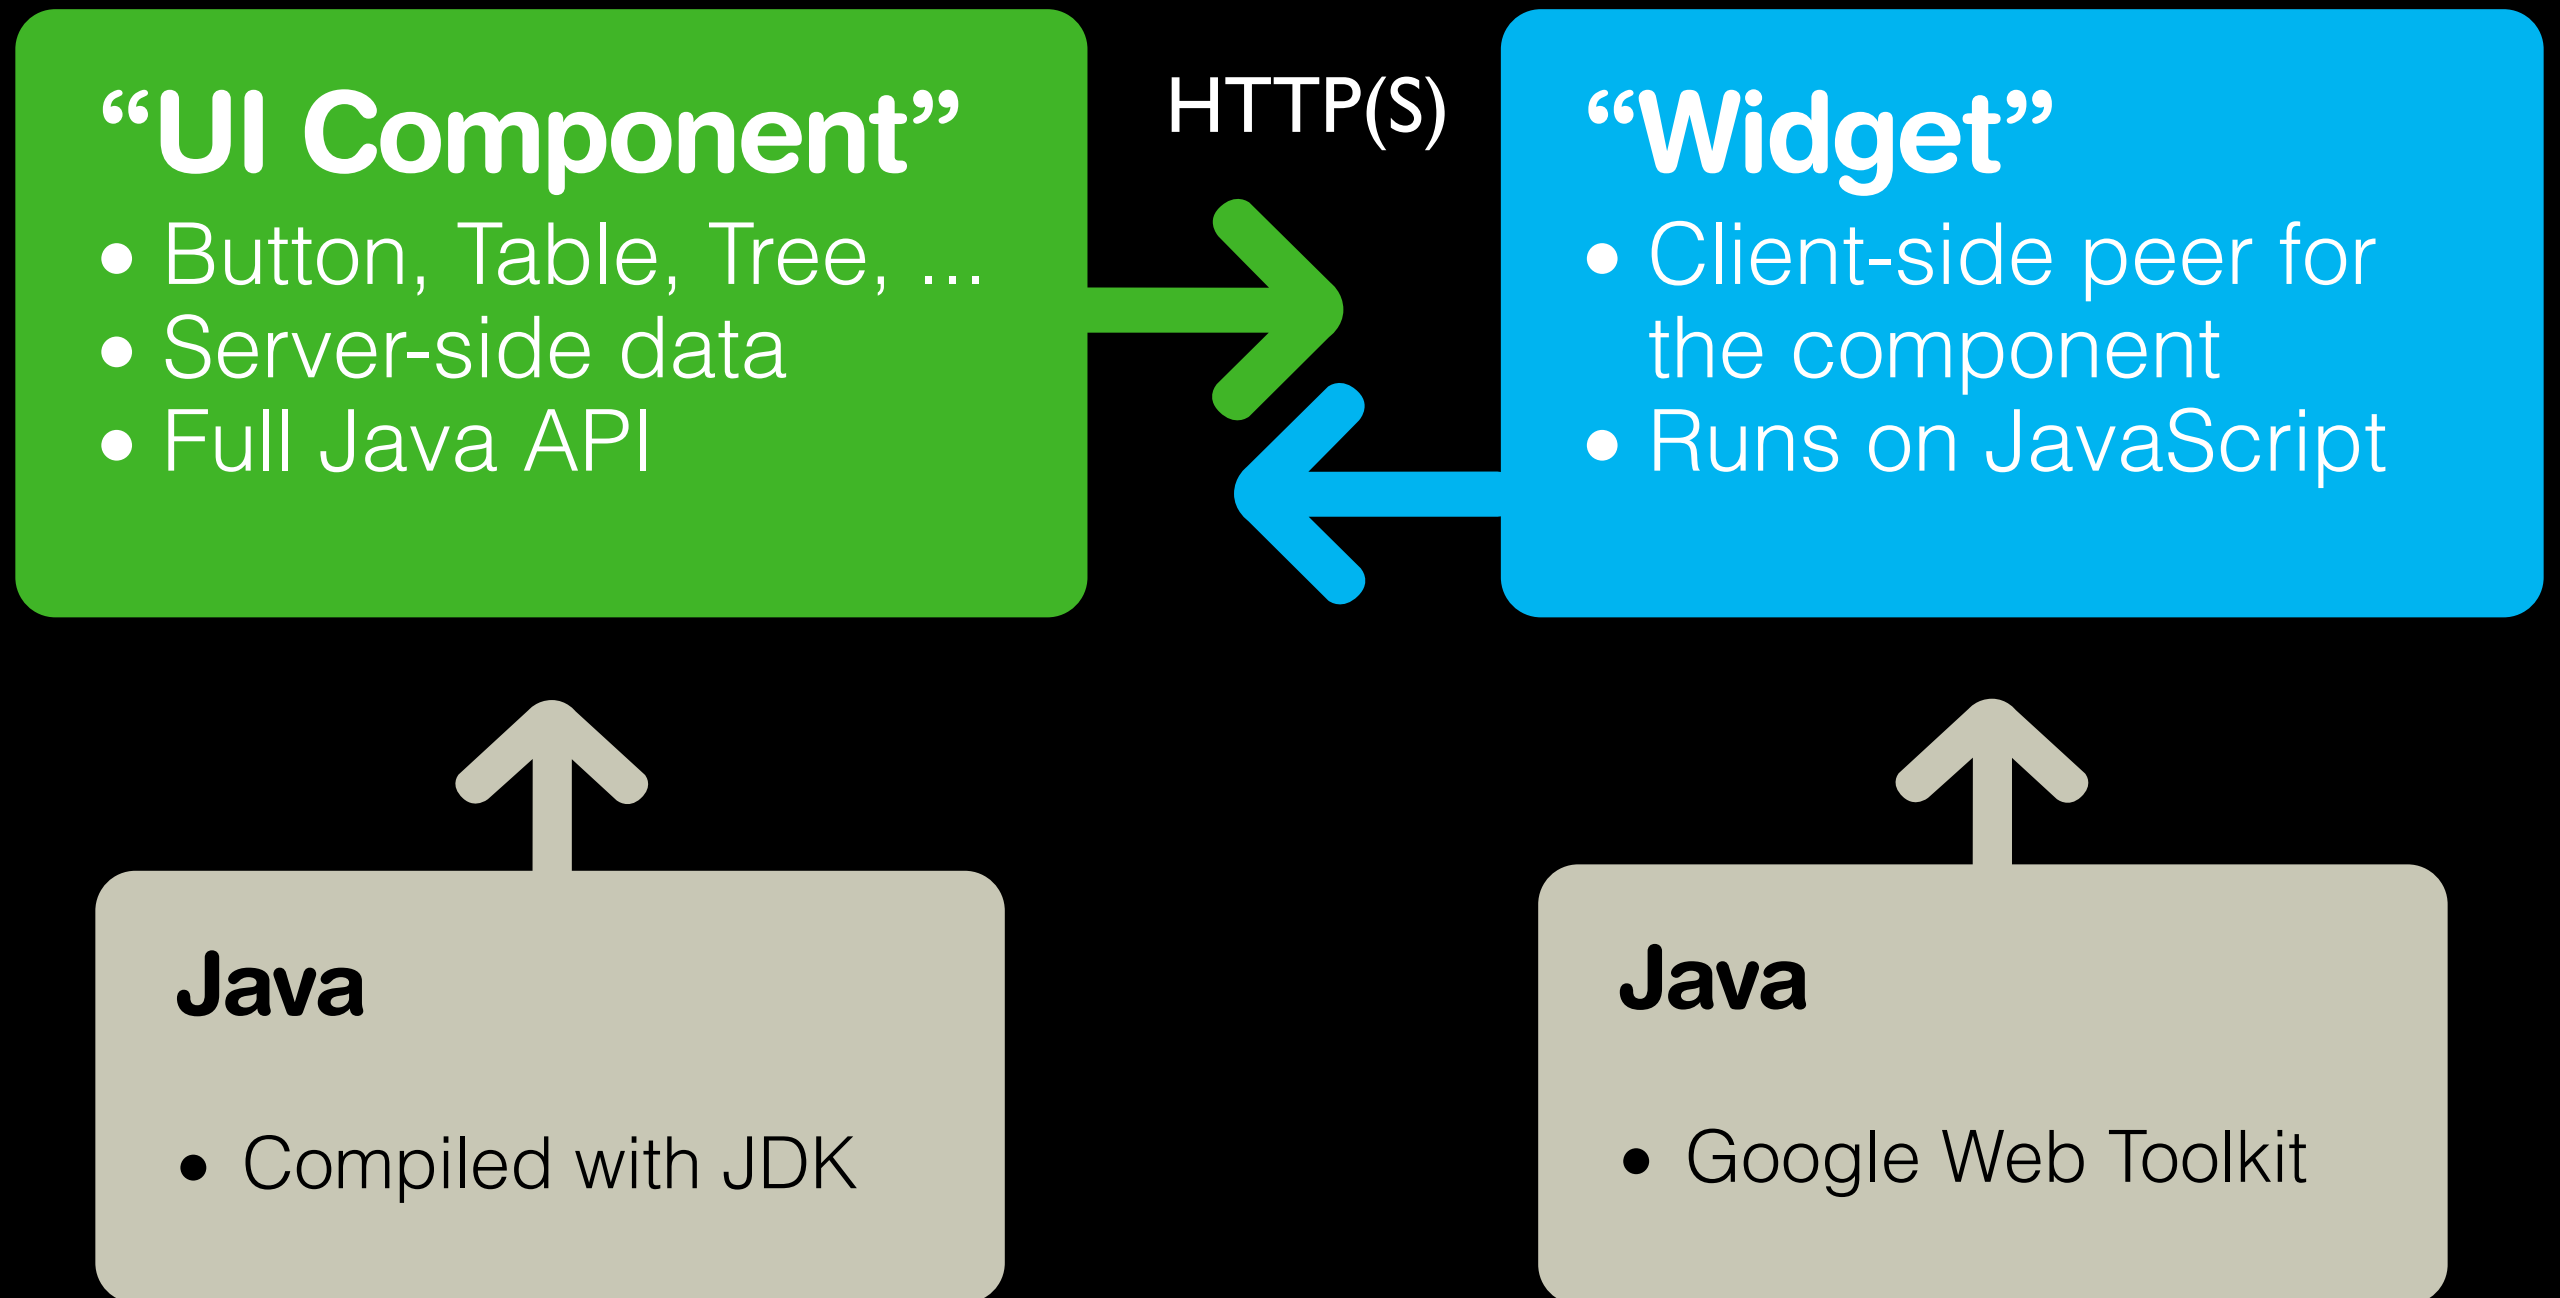 “UI Component”
• Button, Table, Tree, ...
• Server-side data
• Full Java API
HTTP(S)
“Widget”
• Client-side peer for
the component
• Runs on JavaScript
Java
• Compiled with JDK
Java
• Google Web Toolkit